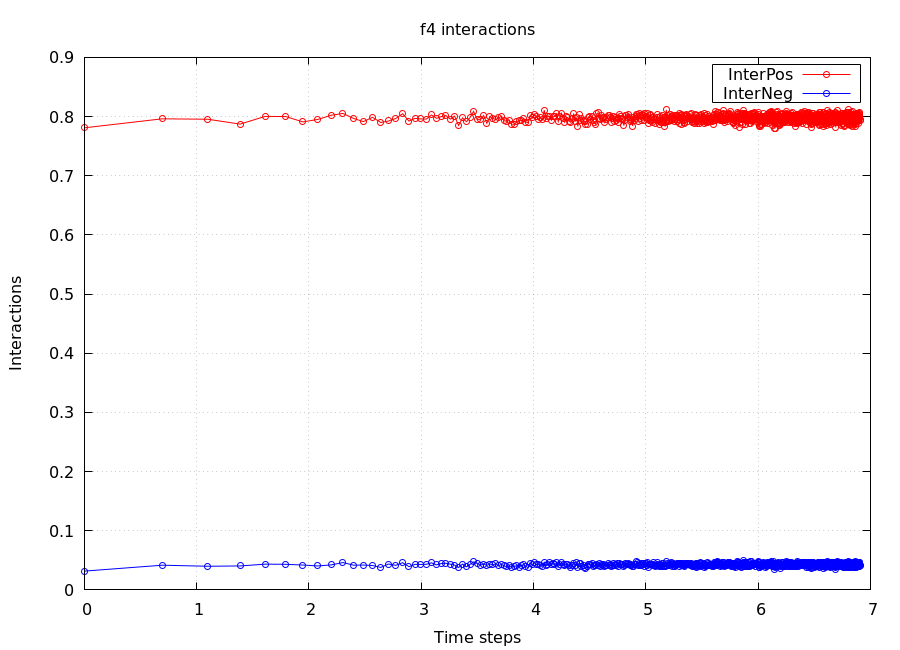 f4 interactions
InterPos
InterNeg
Interactions
0.9
0.8
0.7
0.6
0.5
0.4
0.3
0.2
0.1
0
0 1 2 3 4 5 6 7
Time steps